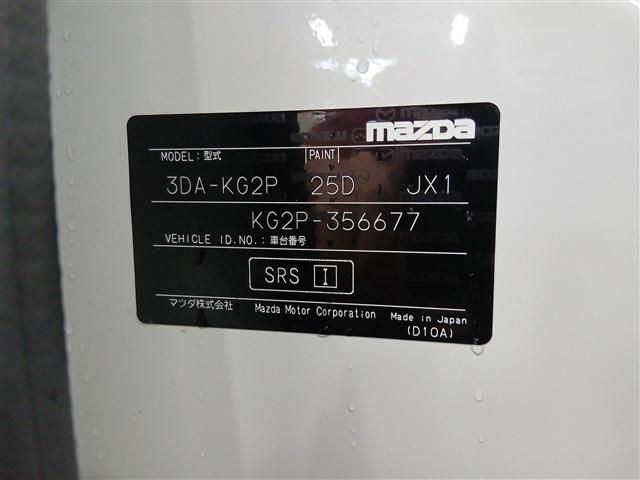 mazda
MODEL : 型式 PAINT
3DA-KG2P 25D JX1
KG2P-356677
VEHICLE ID.NO. : 車台番号
SRS I
マツダ株式会社 Mazda Motor Corporation Made in Japan
(D10A)